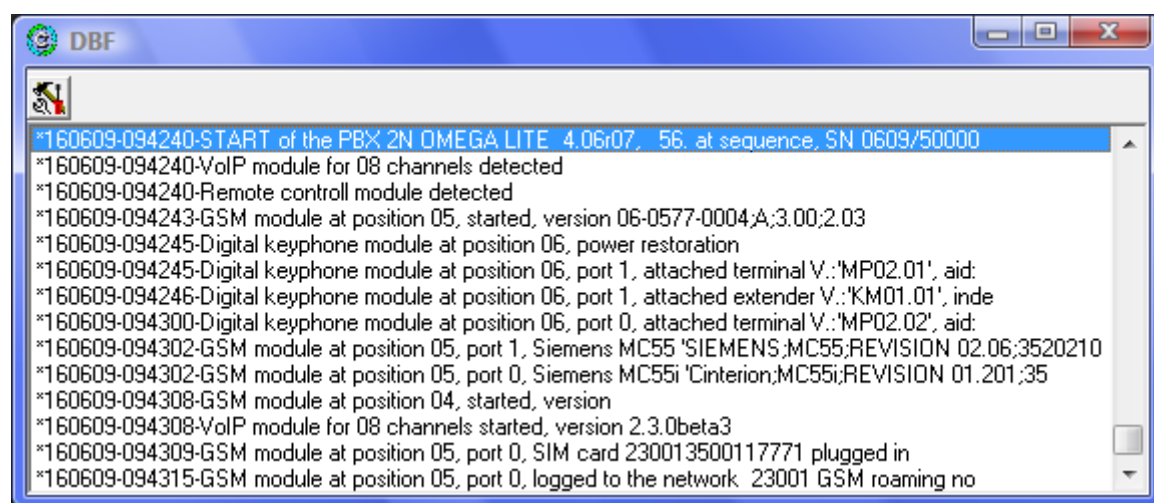 DBF
*160609-094240-START of the PBX 2N OMEGA LITE 4.06r07, 56. at sequence, SN 0609/50000
*160609-094240-VoIP module for 08 channels detected
*160609-094240-Remote controll module detected
*160609-094243-GSM module at position 05, started, version 06-0577-0004;A;3.00;2.03
*160609-094245-Digital keyphone module at position 06, power restoration
*160609-094245-Digital keyphone module at position 06, port 1, attached terminal V.:'MP02.01', aid:
*160609-094246-Digital keyphone module at position 06, port 1, attached extender V.:'KM01.01', inde
*160609-094300-Digital keyphone module at position 06, port 0, attached terminal V.:'MP02.02', aid:
*160609-094302-GSM module at position 05, port 1, Siemens MC55 'SIEMENS;MC55;REVISION 02.06;3520210
*160609-094302-GSM module at position 05, port 0, Siemens MC55i 'Cinterion;MC55i;REVISION 01.201;35
*160609-094308-GSM module at position 04, started, version
*160609-094308-VoIP module for 08 channels started, version 2.3.0beta3
*160609-094309-GSM module at position 05, port 0, SIM card 230013500117771 plugged in
*160609-094315-GSM module at position 05, port 0, logged to the network 23001 GSM roaming no